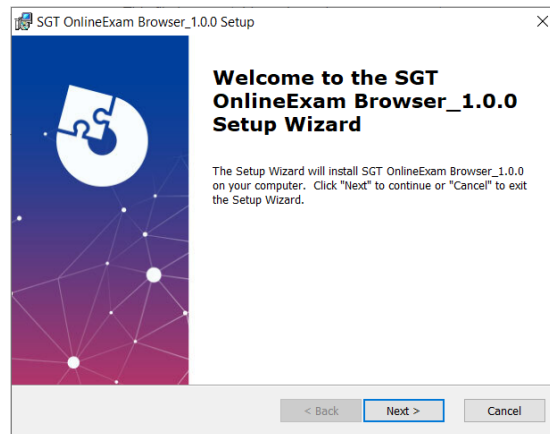 SGT OnlineExam Browser_1.0.0 Setup
Welcome to the SGT
OnlineExam Browser_1.0.0
Setup Wizard
The Setup Wizard will install SGT OnlineExam Browser_1.0.0
on your computer. Click "Next" to continue or "Cancel" to exit
the Setup Wizard.
< Back Next > Cancel